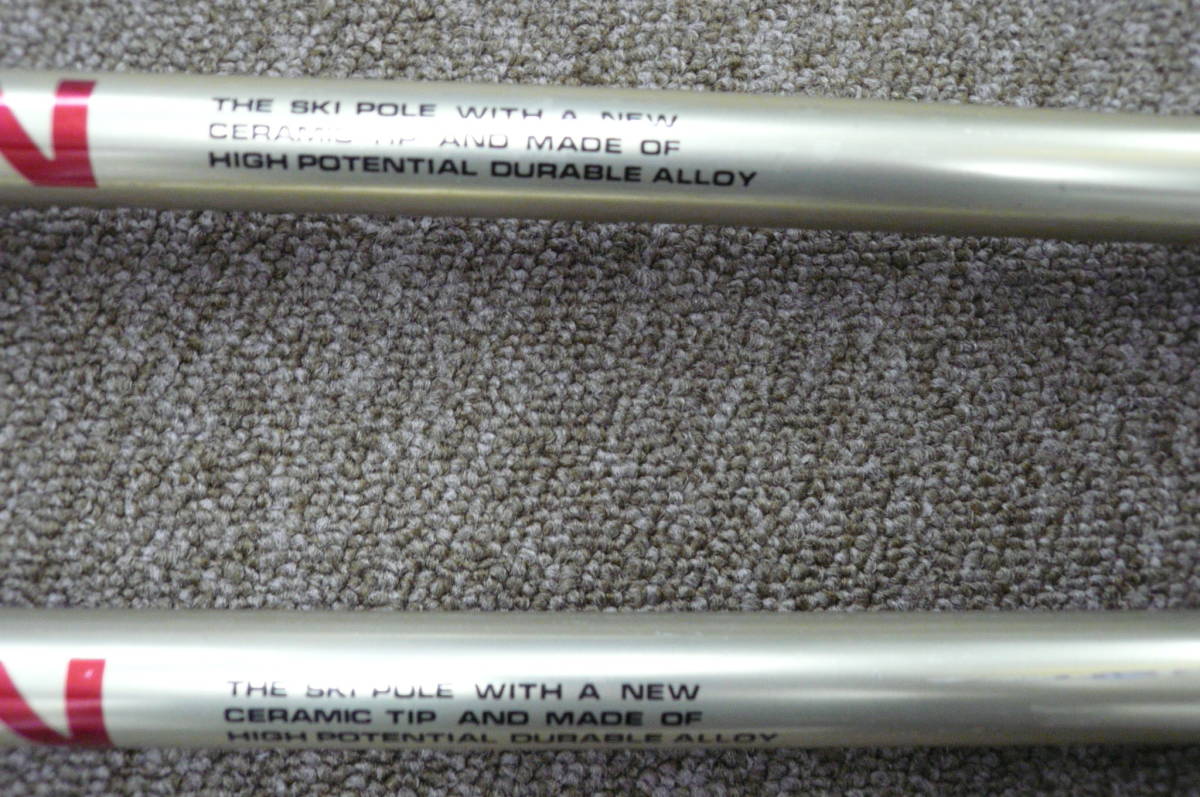 N
THE SKI POLE WITH A NEW
CERAMIC TIP AND MADE OF
HIGH POTENTIAL DURABLE ALLOY
N
THE SKI POLE WITH A NEW
CERAMIC TIP AND MADE OF
HIGH POTENTIAL DURABLE ALLOY